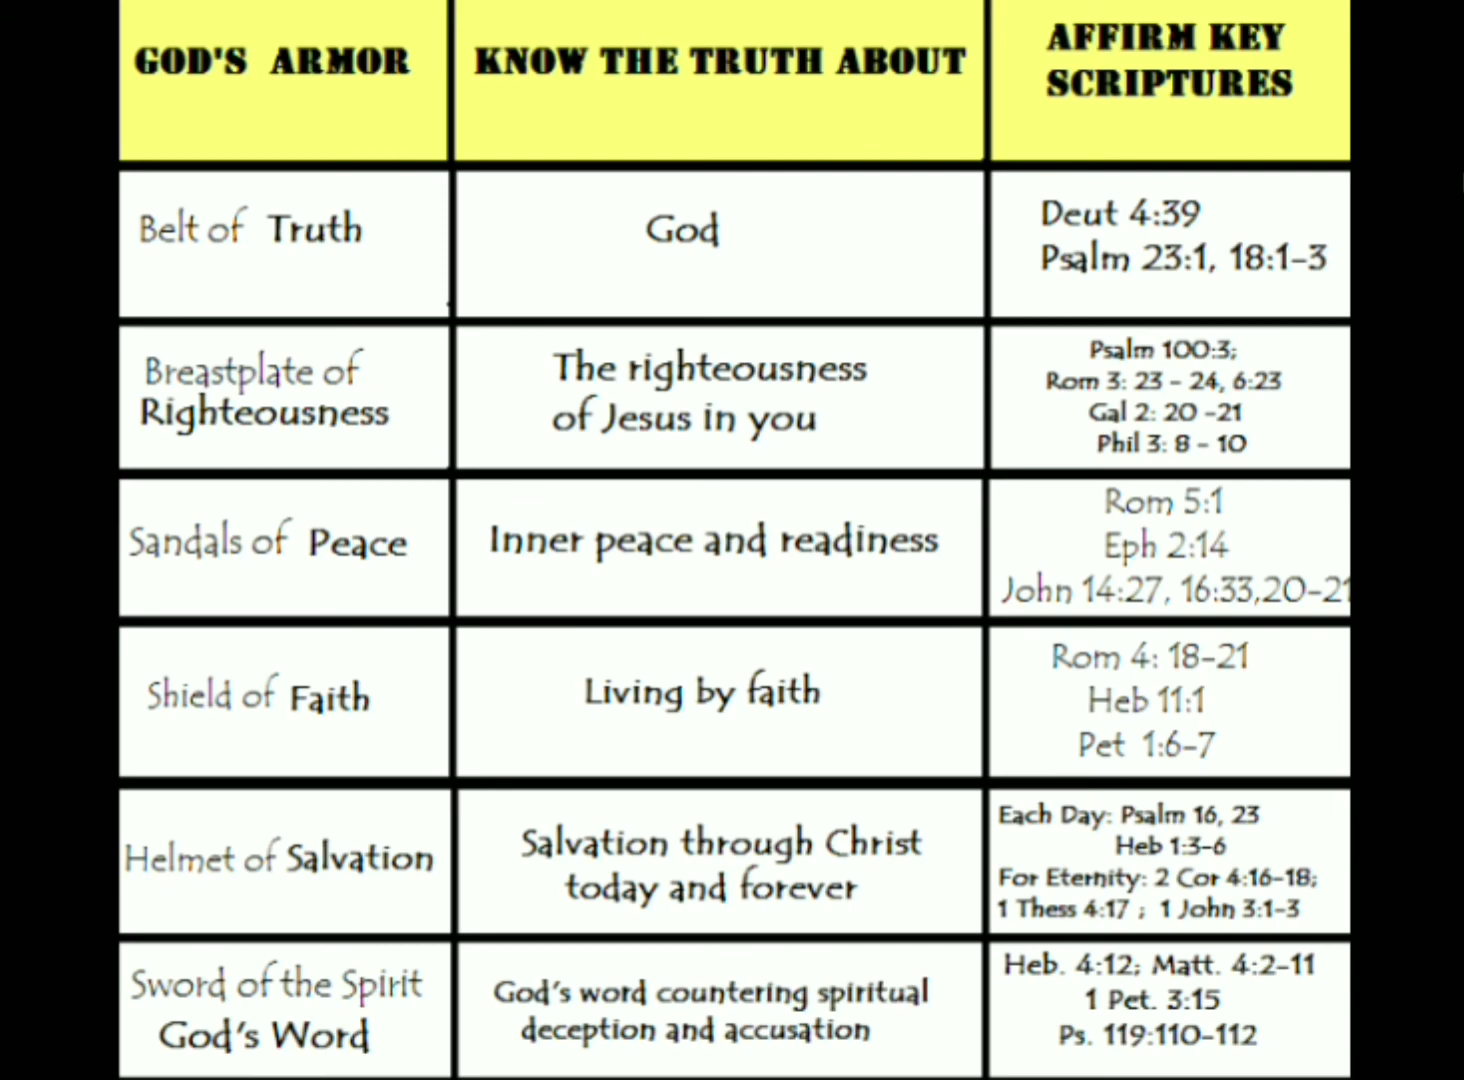 GOD'S ARMOR
KNOW THE TRUTH ABOUT
AFFIRM KEY
SCRIPTURES
Belt of Truth
God
Deut 4:39
Psalm 23:1, 18:1-3
Breastplate of
Righteousness
The righteousness
of Jesus in you
Psalm 100:3;
Rom 3: 23 - 24, 6:23
Gal 2: 20 -21
Phil 3: 8 - 10
Sandals of Peace
Inner peace and readiness
Rom 5:1
Eph 2:14
John 14:27, 16:33,20-21
Shield of Faith
Living by faith
Rom 4: 18-21
Heb 11:1
Pet 1:6-7
Helmet of Salvation
Salvation through Christ
today and forever
Each Day: Psalm 16, 23
Heb 1:3-6
For Eternity: 2 Cor 4:16-18;
1 Thess 4:17 ; 1 John 3:1-3
Sword of the Spirit
God's Word
God's word countering spiritual
deception and accusation
Heb. 4:12; Matt. 4:2-11
1 Pet. 3:15
Ps. 119:110-112